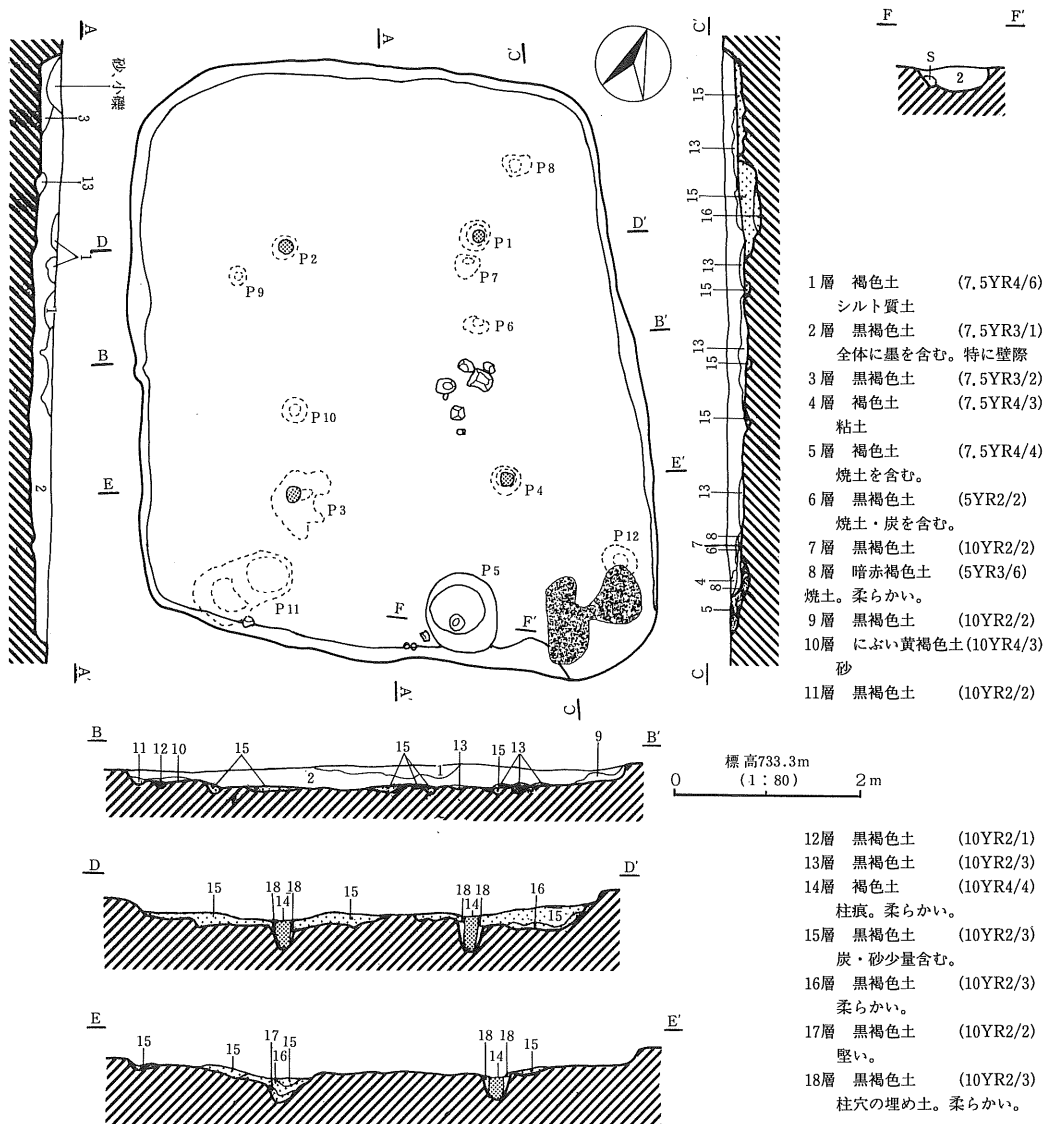 A
A
C'
C'
F
F'
S
2
砂、小礫
3
13
1
1
2
D
B
E
A'
P8
P1
P2
P7
P9
P6
P10
P3
P4
P12
P5
P11
F
F'
D'
B'
E'
A'
C
C
15
13
15
16
13
15
13
15
15
13
8
6
7
4
8
5
1層 褐色土 (7.5YR4/6)
シルト質土
2層 黒褐色土 (7.5YR3/1)
全体に墨を含む。特に壁際
3層 黒褐色土 (7.5YR3/2)
4層 褐色土 (7.5YR4/3)
粘土
5層 褐色土 (7.5YR4/4)
焼土を含む。
6層 黒褐色土 (5YR2/2)
焼土・炭を含む。
7層 黒褐色土 (10YR2/2)
8層 暗赤褐色土 (5YR3/6)
焼土。柔らかい。
9層 黒褐色土 (10YR2/2)
10層 にぶい黄褐色土(10YR4/3)
砂
11層 黒褐色土 (10YR2/2)
B
B'
11 12 10 15 15 13 15 13 9
2 1
標高733.3m
(1:80)
0 2m
D
D'
15 18 18 15 18 18 16
14 14 15
E
E'
15 15 17 15 18 18 15
16 14
12層 黒褐色土 (10YR2/1)
13層 黒褐色土 (10YR2/3)
14層 褐色土 (10YR4/4)
柱痕。柔らかい。
15層 黒褐色土 (10YR2/3)
炭・砂少量含む。
16層 黒褐色土 (10YR2/3)
柔らかい。
17層 黒褐色土 (10YR2/2)
堅い。
18層 黒褐色土 (10YR2/3)
柱穴の埋め土。柔らかい。